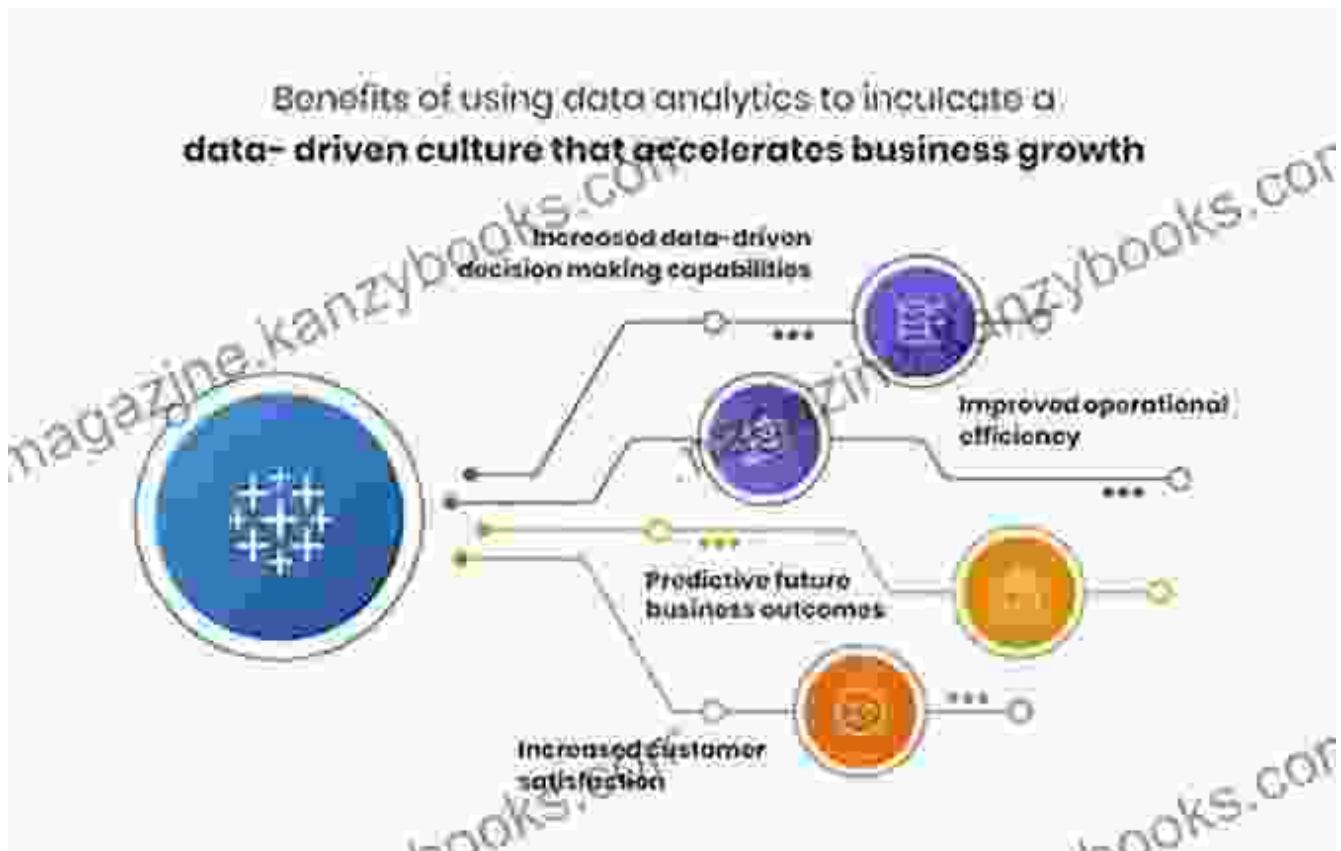 Benefits of using data analytics to inculcate a
data- driven culture that accelerates business growth
Increased data-driven
decision making capabilities
Improved operational
efficiency
Predictive future
business outcomes
Increased customer
satisfaction
magazine.kanzybooks.com
magazine.kanzybooks.com
books.com
books.com